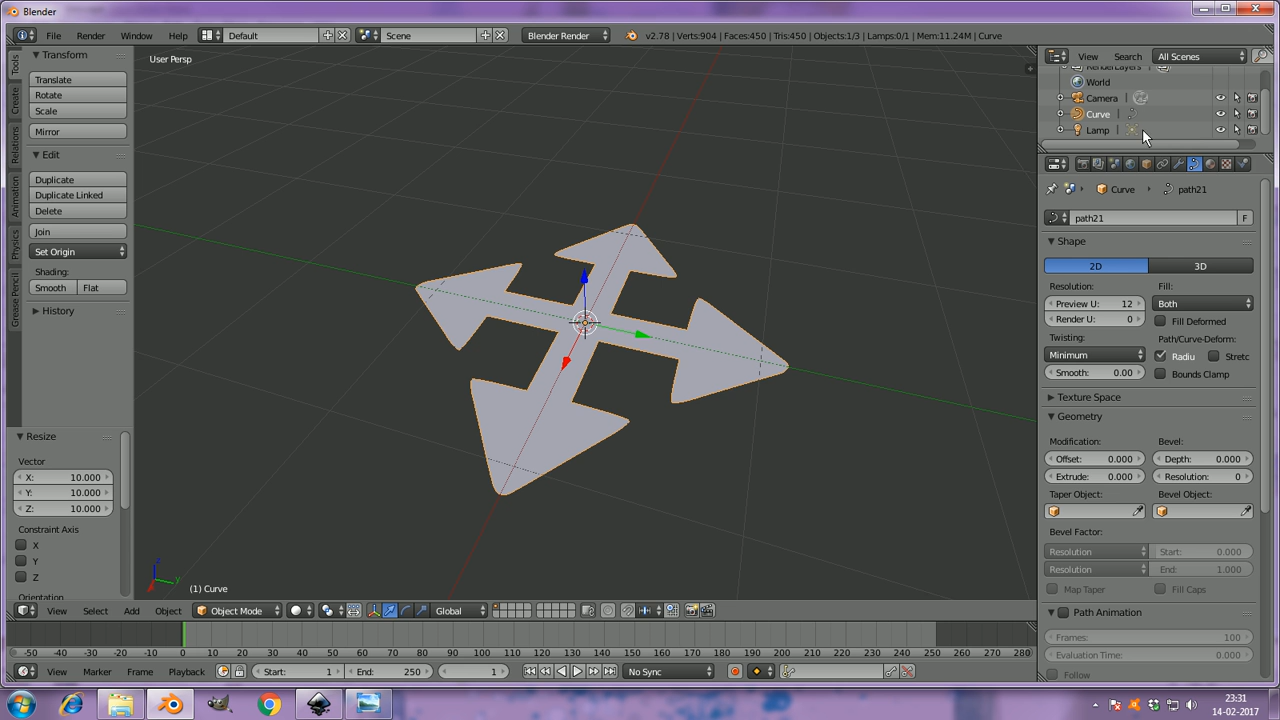 Blender
File Render Window Help Default Scene Blender Render v2.78 | Verts:904 | Faces:450 | Tris:450 | Objects:1/3 | Lamps:0/1 | Mem:11.24M | Curve
Tools
Create
Relations
Animation
Physics
Grease Pencil
Transform
Translate
Rotate
Scale
Mirror
Edit
Duplicate
Duplicate Linked
Delete
Join
Set Origin
Shading:
Smooth Flat
History
Resize
Vector
X: 10.000
Y: 10.000
Z: 10.000
Constraint Axis
X
Y
Z
Orientation
User Persp
z
y
(1) Curve
View Select Add Object Object Mode Global
-50 -40 -30 -20 -10 0 10 20 30 40 50 60 70 80 90 100 110 120 130 140 150 160 170 180 190 200 210 220 230 240 250 260 270 280
View Marker Frame Playback Start: 1 End: 250 1 No Sync
View Search All Scenes
RenderLayers
World
Camera
Curve
Lamp
Curve path21
path21 F
Shape
2D 3D
Resolution: Fill:
Preview U: 12 Both
Render U: 0 Fill Deformed
Twisting: Path/Curve-Deform:
Minimum Radiu Stretc
Smooth: 0.00 Bounds Clamp
Texture Space
Geometry
Modification: Bevel:
Offset: 0.000 Depth: 0.000
Extrude: 0.000 Resolution: 0
Taper Object: Bevel Object:
Bevel Factor:
Resolution Start: 0.000
Resolution End: 1.000
Map Taper Fill Caps
Path Animation
Frames: 100
Evaluation Time: 0.000
Follow
23:31
14-02-2017